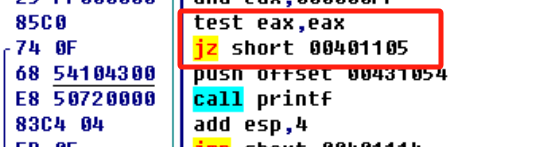 85C0 test eax,eax
74 0F jz short 00401105
68 54104300 push offset 00431054
E8 50720000 call printf
83C4 04 add esp,4